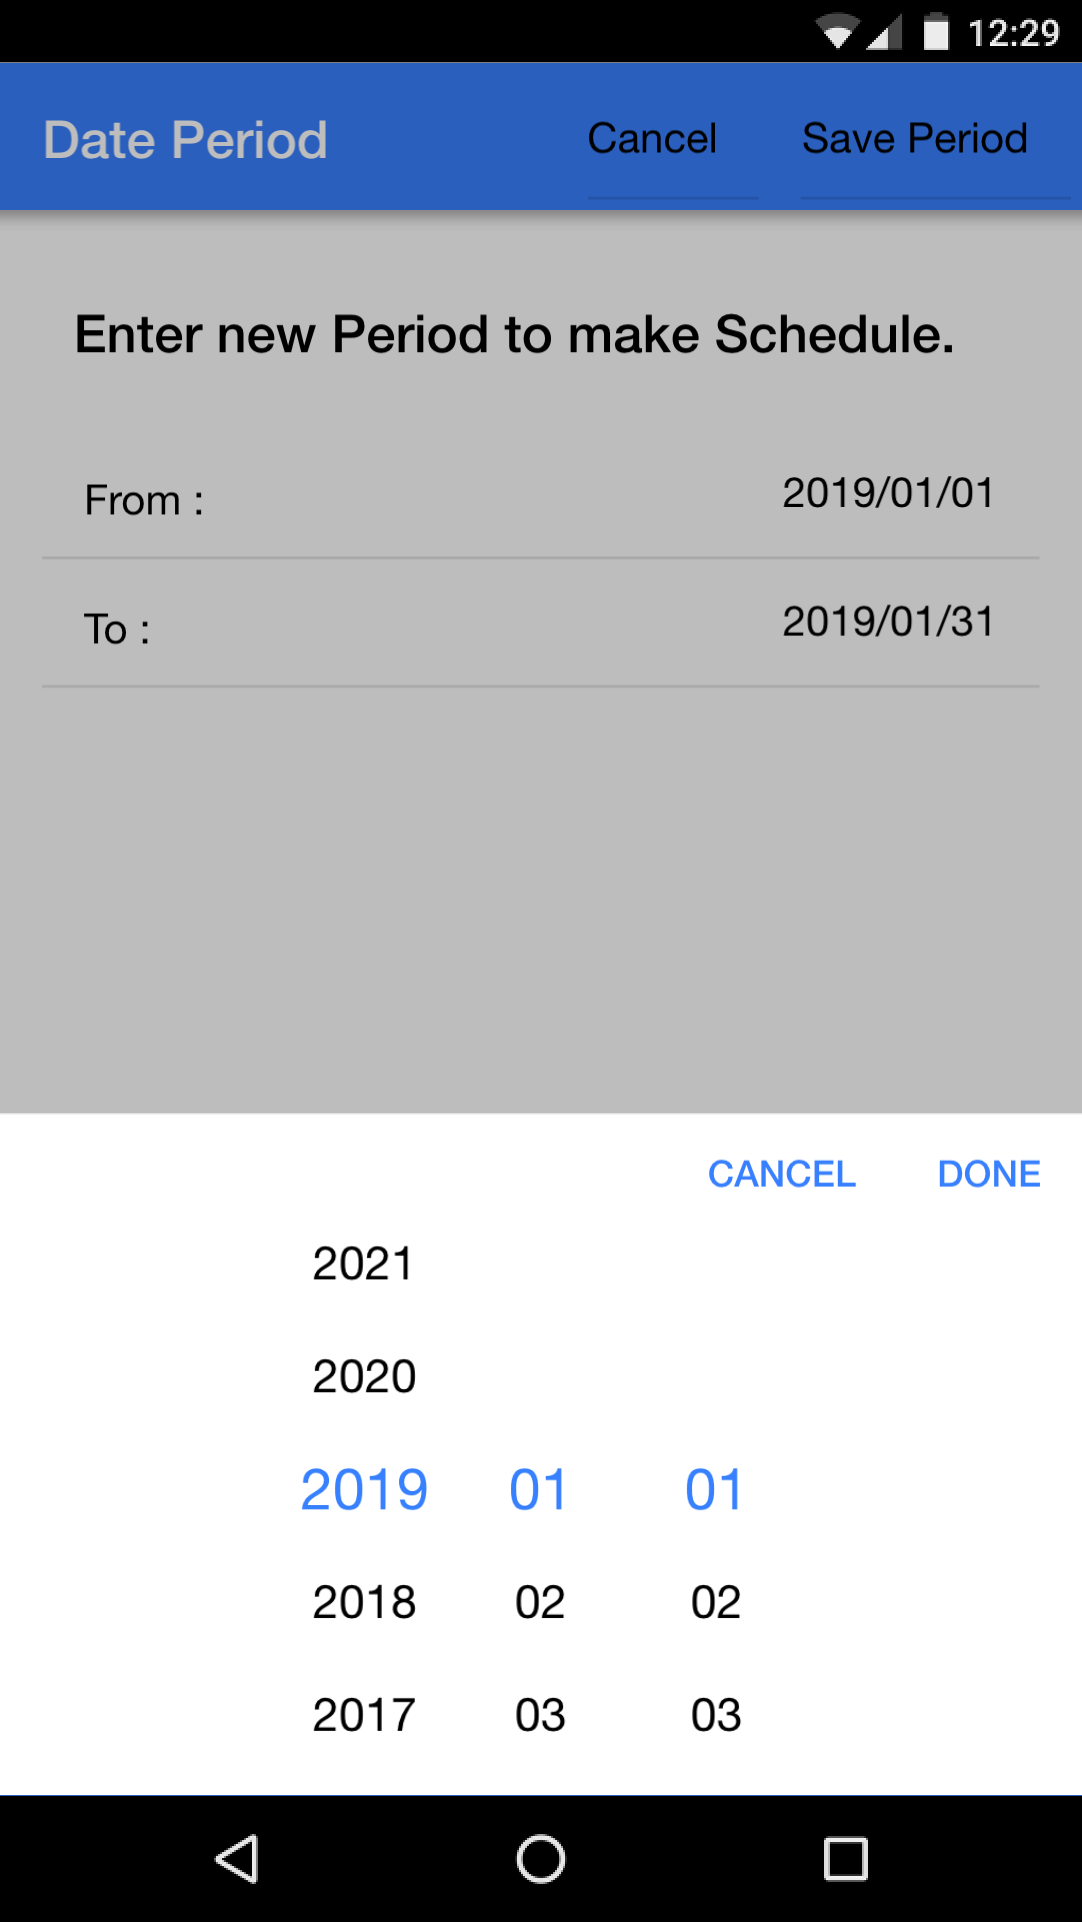 12:29
Date Period Cancel Save Period
Enter new Period to make Schedule.
From : 2019/01/01
To : 2019/01/31
CANCEL DONE
2021
2020
2019 01 01
2018 02 02
2017 03 03